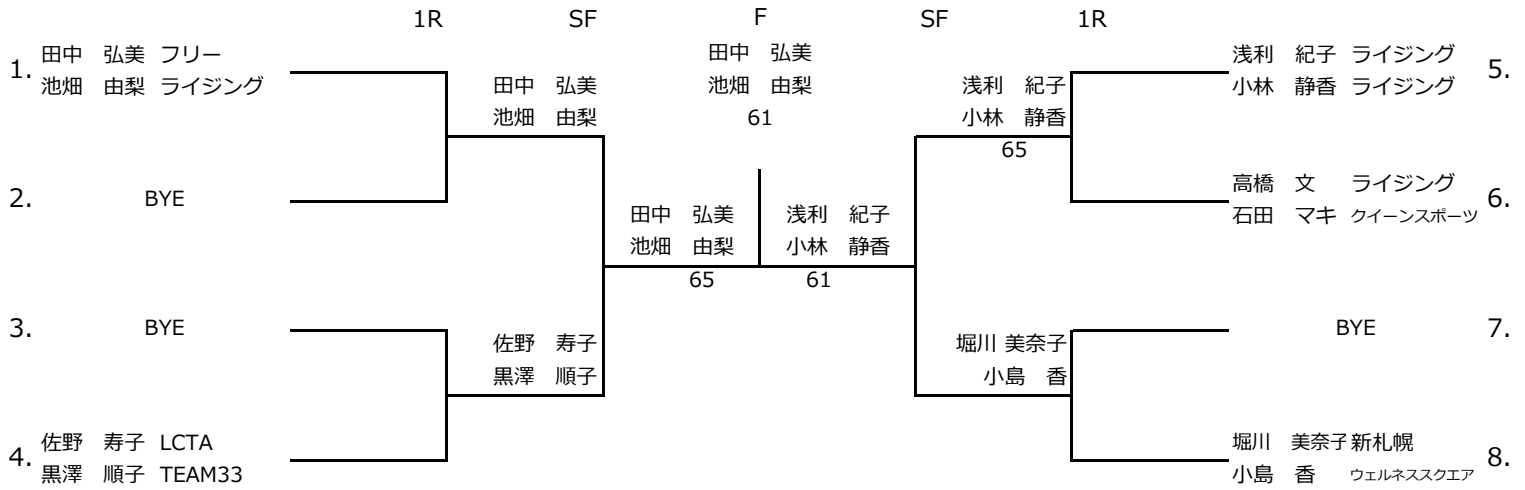 1R SF F SF 1R
1. 田中 弘美 フリー
池畑 由梨 ライジング
田中 弘美
池畑 由梨
田中 弘美
池畑 由梨
61
浅利 紀子
小林 静香
65
浅利 紀子 ライジング 5.
小林 静香 ライジング
2. BYE
田中 弘美
池畑 由梨
65
浅利 紀子
小林 静香
61
高橋 文 ライジング 6.
石田 マキ クイーンスポーツ
3. BYE
佐野 寿子
黒澤 順子
堀川 美奈子
小島 香
BYE 7.
4. 佐野 寿子 LCTA
黒澤 順子 TEAM33
堀川 美奈子 新札幌 8.
小島 香 ウェルネススクエア